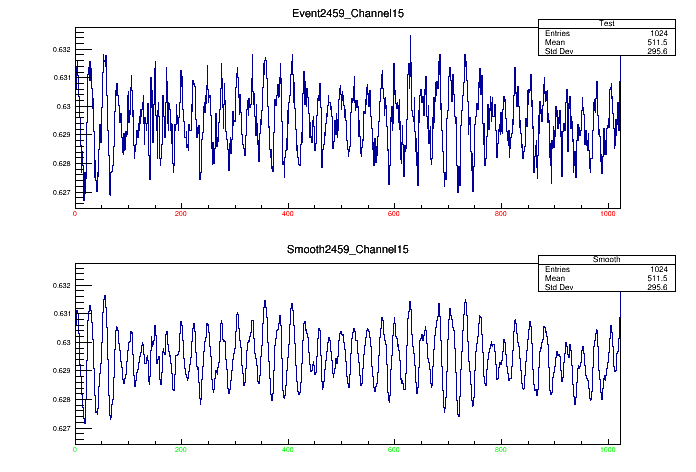 Event2459_Channel15
Test
Entries 1024
Mean 511.5
Std Dev 295.6
0.632
0.631
0.63
0.629
0.628
0.627
0 200 400 600 800 1000
Smooth2459_Channel15
Smooth
Entries 1024
Mean 511.5
Std Dev 295.6
0.632
0.631
0.63
0.629
0.628
0.627
0 200 400 600 800 1000